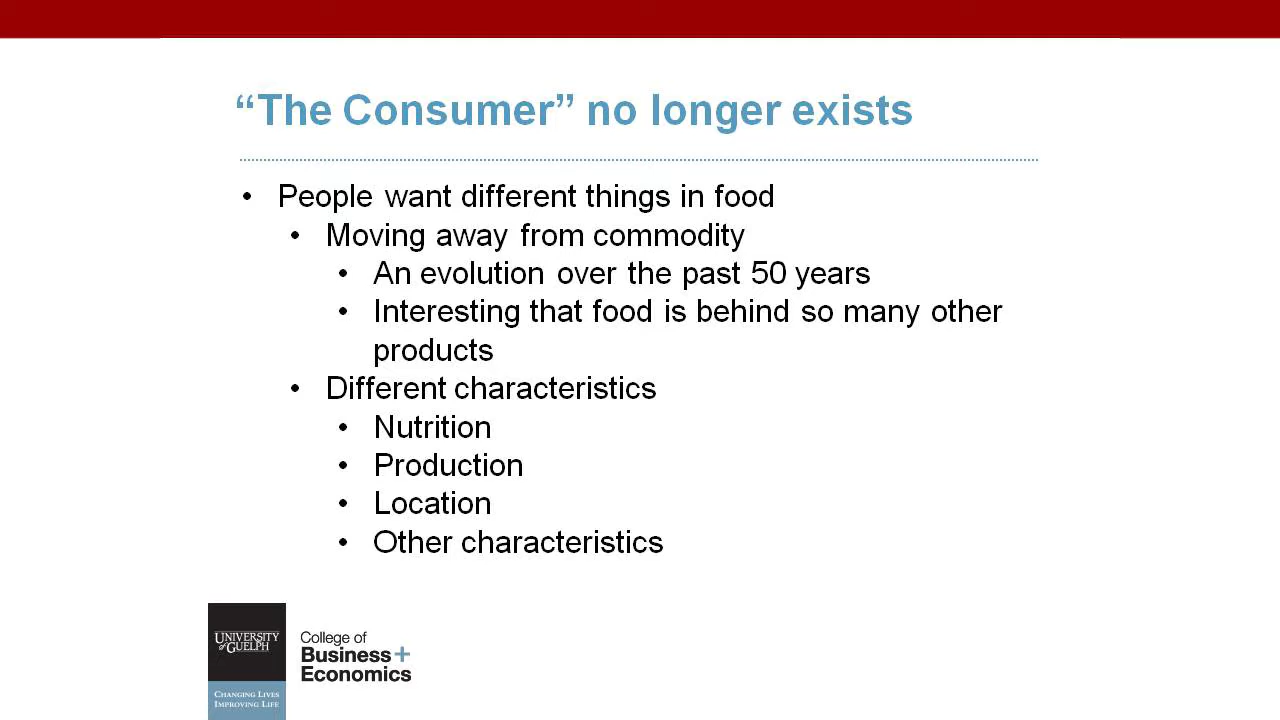 “The Consumer” no longer exists
• People want different things in food
• Moving away from commodity
• An evolution over the past 50 years
• Interesting that food is behind so many other
products
• Different characteristics
• Nutrition
• Production
• Location
• Other characteristics
UNIVERSITY
of GUELPH
CHANGING LIVES
IMPROVING LIFE
College of
Business+
Economics